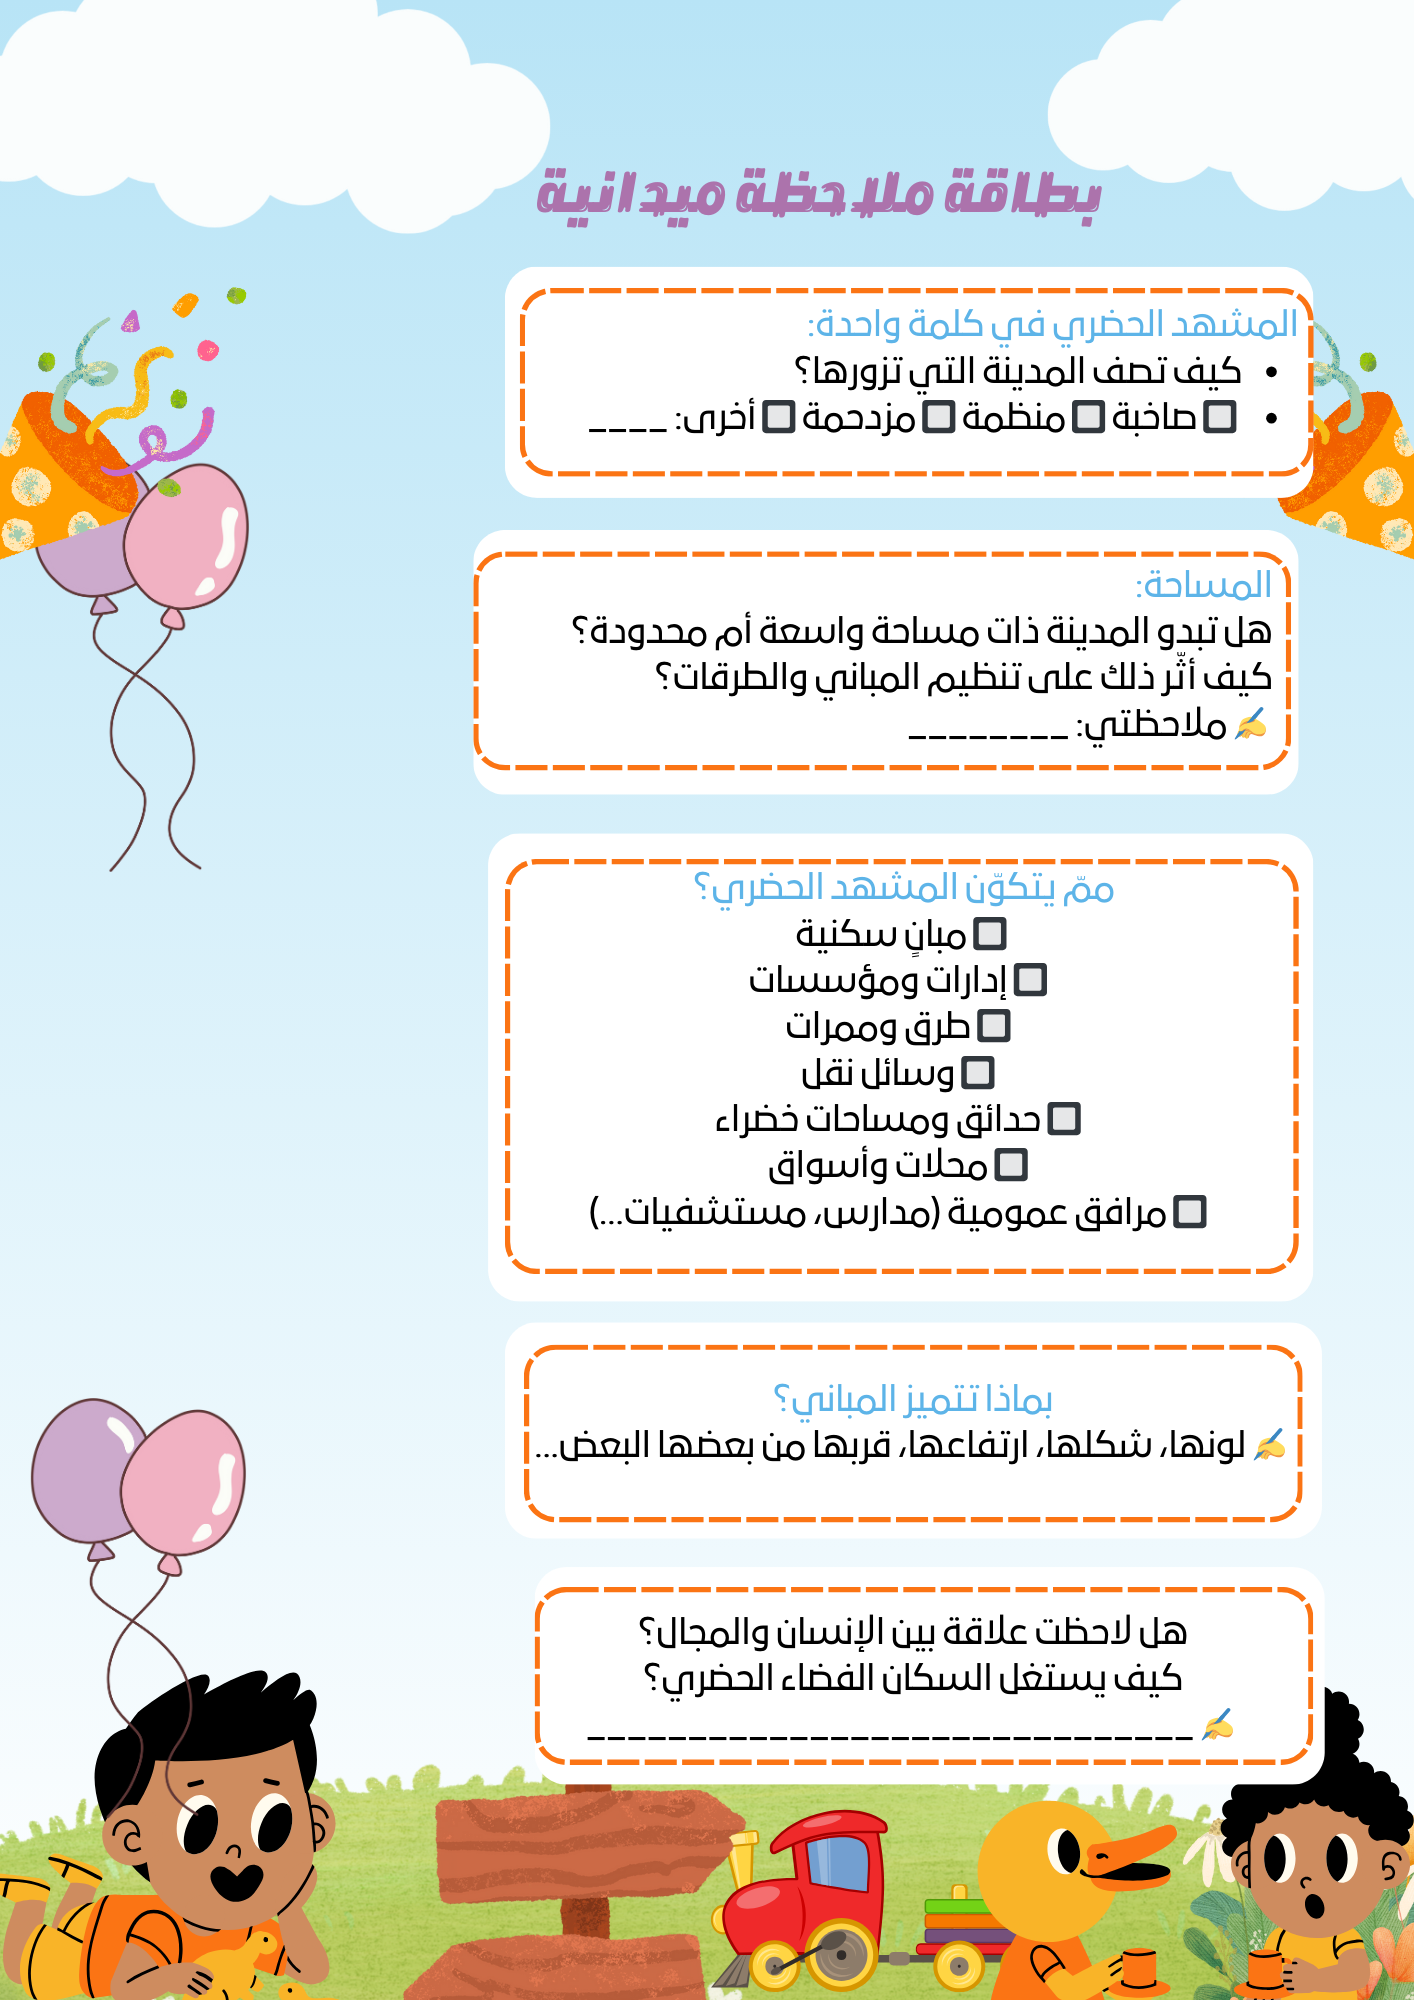 بطاقة ملاحظة ميدانية
المشهد الحضري في كلمة واحدة:
• كيف تصف المدينة التي تزورها؟
• 🔲 صاخبة 🔲 منظمة 🔲 مزدحمة 🔲 أخرى: ____
المساحة:
هل تبدو المدينة ذات مساحة واسعة أم محدودة؟
كيف أثّر ذلك على تنظيم المباني والطرقات؟
✍️ ملاحظتي: ________
ممّ يتكوّن المشهد الحضري؟
🔲 مبانٍ سكنية
🔲 إدارات ومؤسسات
🔲 طرق وممرات
🔲 وسائل نقل
🔲 حدائق ومساحات خضراء
🔲 محلات وأسواق
🔲 مرافق عمومية (مدارس، مستشفيات...)
بماذا تتميز المباني؟
✍️ لونها، شكلها، ارتفاعها، قربها من بعضها البعض...
هل لاحظت علاقة بين الإنسان والمجال؟
كيف يستغل السكان الفضاء الحضري؟
✍️ ______________________________